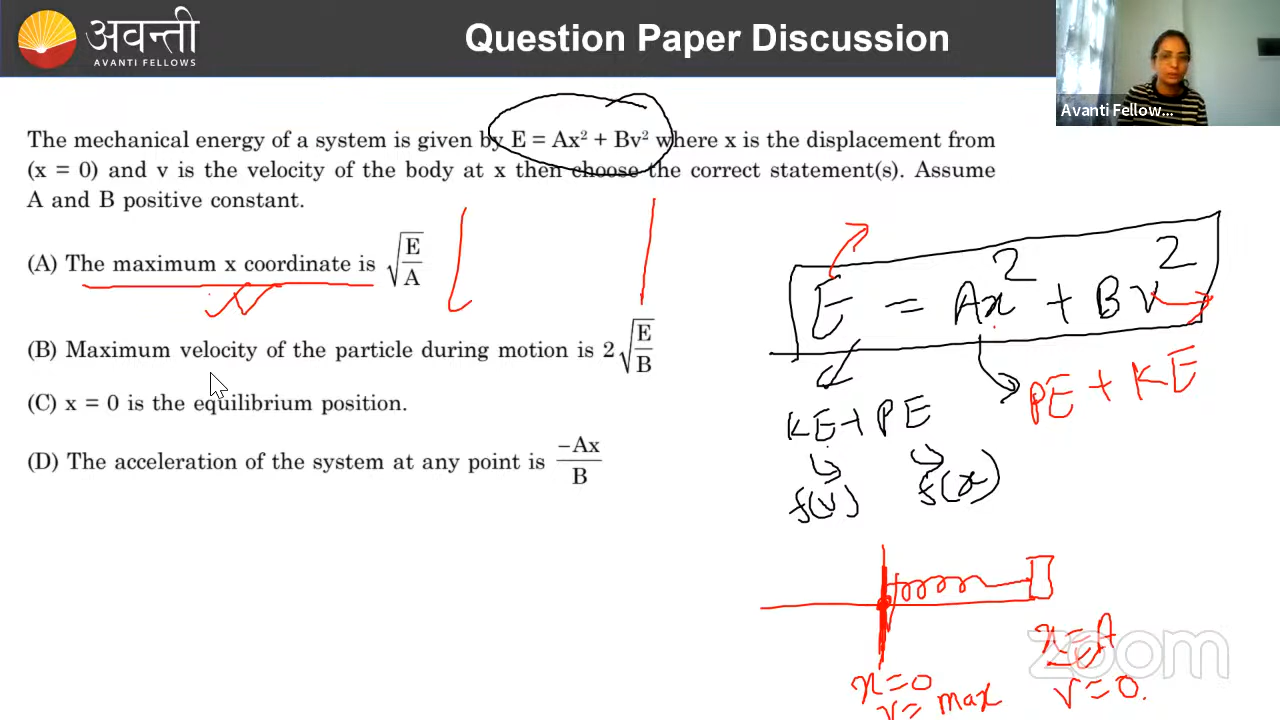 अवन्ती
AVANTI FELLOWS
Question Paper Discussion
Avanti Fellow...
The mechanical energy of a system is given by E = Ax² + Bv² where x is the displacement from
(x = 0) and v is the velocity of the body at x then choose the correct statement(s). Assume
A and B positive constant.
(A) The maximum x coordinate is √(E/A)
(B) Maximum velocity of the particle during motion is 2√(E/B)
(C) x = 0 is the equilibrium position.
(D) The acceleration of the system at any point is −Ax/B
E = Ax² + Bv²
PE + KE
KE + PE
f(v) f(x)
x = A
v = 0.
x = 0
v = max
zoom